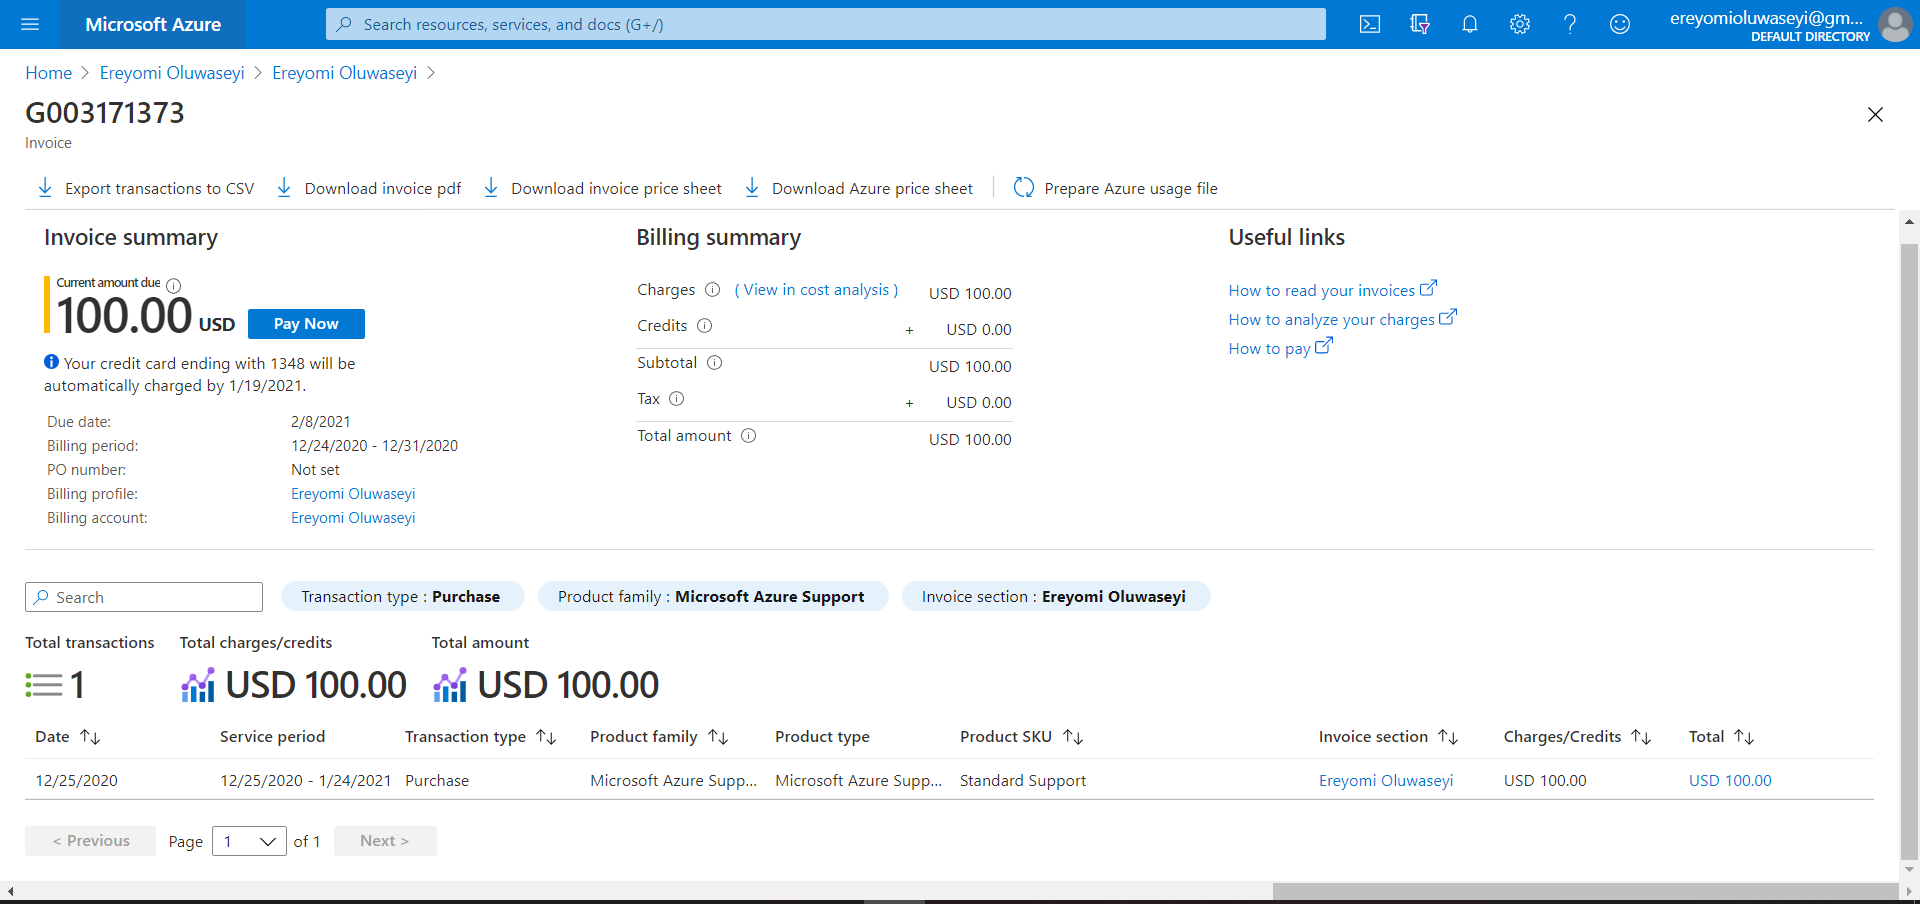 Microsoft Azure
Search resources, services, and docs (G+/)
ereyomioluwaseyi@gm...
DEFAULT DIRECTORY
Home > Ereyomi Oluwaseyi > Ereyomi Oluwaseyi >
G003171373
Invoice
Export transactions to CSV Download invoice pdf Download invoice price sheet Download Azure price sheet Prepare Azure usage file
Invoice summary
Current amount due
100.00 USD Pay Now
Your credit card ending with 1348 will be
automatically charged by 1/19/2021.
Due date: 2/8/2021
Billing period: 12/24/2020 - 12/31/2020
PO number: Not set
Billing profile: Ereyomi Oluwaseyi
Billing account: Ereyomi Oluwaseyi
Billing summary
Charges ( View in cost analysis ) USD 100.00
Credits + USD 0.00
Subtotal USD 100.00
Tax + USD 0.00
Total amount USD 100.00
Useful links
How to read your invoices
How to analyze your charges
How to pay
Search Transaction type : Purchase Product family : Microsoft Azure Support Invoice section : Ereyomi Oluwaseyi
Total transactions Total charges/credits Total amount
1 USD 100.00 USD 100.00
Date Service period Transaction type Product family Product type Product SKU Invoice section Charges/Credits Total
12/25/2020 12/25/2020 - 1/24/2021 Purchase Microsoft Azure Supp... Microsoft Azure Supp... Standard Support Ereyomi Oluwaseyi USD 100.00 USD 100.00
< Previous Page 1 of 1 Next >